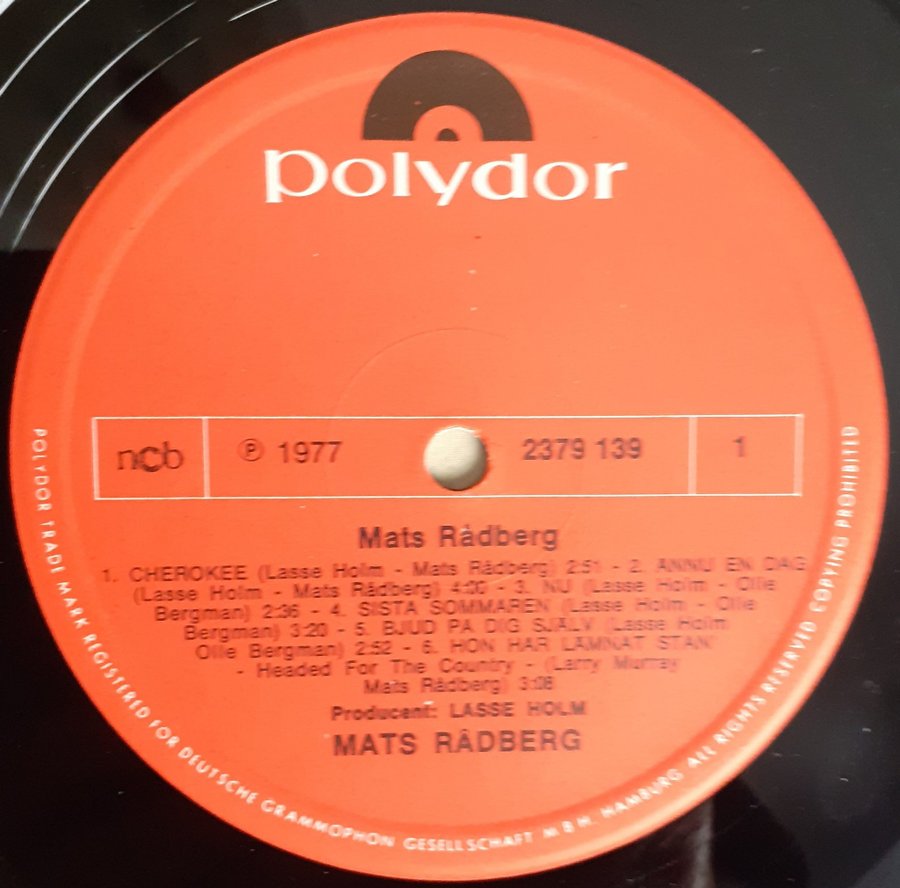 polydor
ncb
℗ 1977
2379 139
1
Mats Rådberg
1. CHEROKEE (Lasse Holm - Mats Rådberg) 2:51 - 2. ÄNNU EN DAG
(Lasse Holm - Mats Rådberg) 4:00 - 3. NU (Lasse Holm - Olle
Bergman) 2:36 - 4. SISTA SOMMAREN (Lasse Holm - Olle
Bergman) 3:20 - 5. BJUD PÅ DIG SJÄLV (Lasse Holm
Olle Bergman) 2:52 - 6. HON HAR LÄMNAT STAN'
- Headed For The Country - (Larry Murray
Mats Rådberg) 3:08
Producent: LASSE HOLM
MATS RÅDBERG
POLYDOR TRADE MARK REGISTERED FOR DEUTSCHE GRAMMOPHON GESELLSCHAFT M B H. HAMBURG ALL RIGHTS RESERVED COPYING PROHIBITED